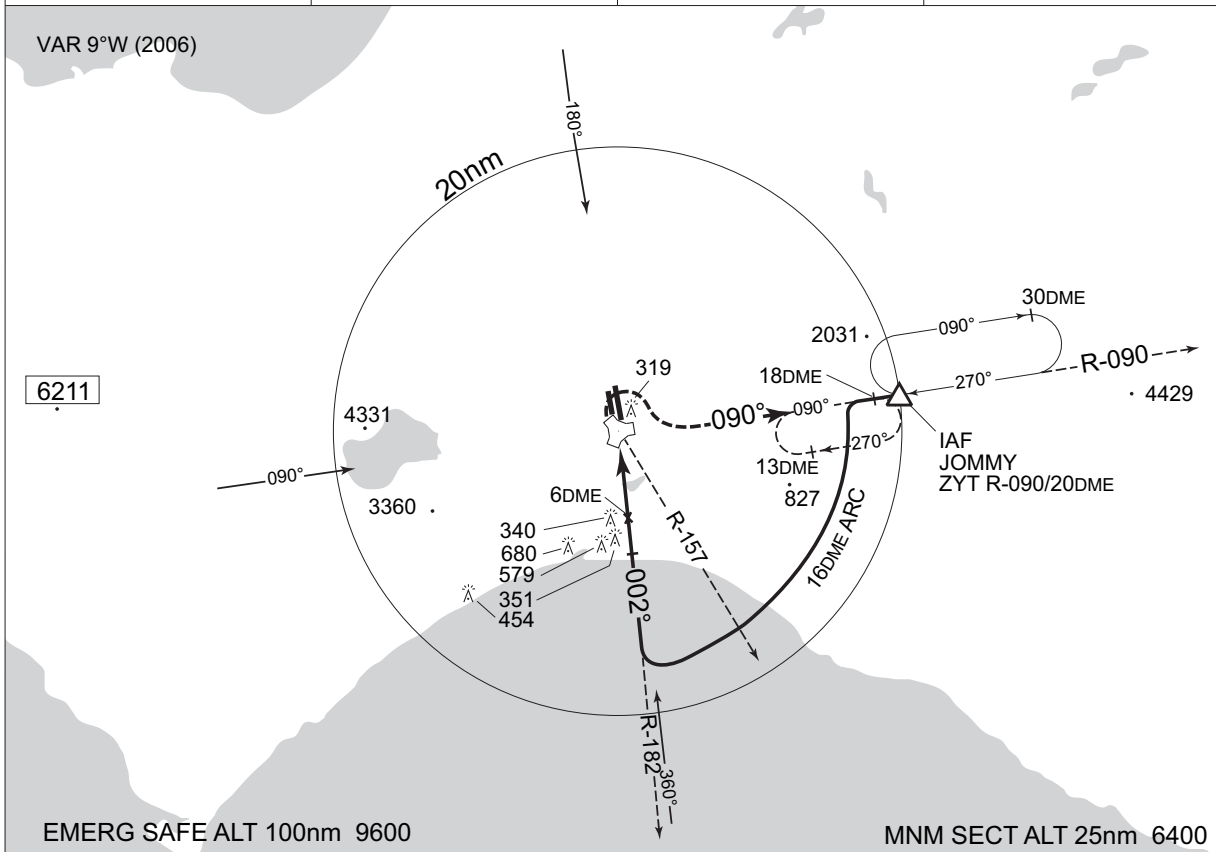 VAR 9°W (2006)
180°
20nm
30DME
090°
2031
R-090
319
18DME
270°
4429
6211
4331
090°
090°
IAF
JOMMY
ZYT R-090/20DME
270°
13DME
090°
827
3360
6DME
340
680
579
351
454
R-157
16DME ARC
002°
R-182
360°
EMERG SAFE ALT 100nm 9600
MNM SECT ALT 25nm 6400